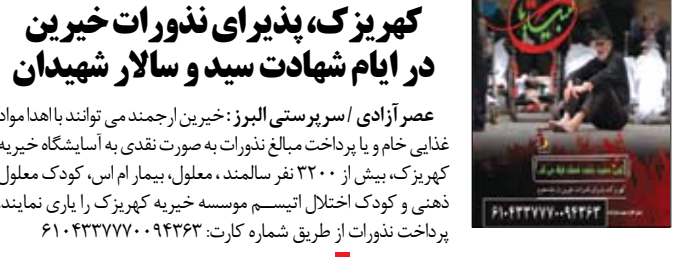 کهریزک، پذیرای نذورات خیرین
در ایام شهادت سید و سالار شهیدان
عصر آزادی / سرپرستی البرز: خیرین ارجمند می توانند با اهدا مواد
غذایی خام و یا پرداخت مبالغ نذورات به صورت نقدی به آسایشگاه خیریه
کهریزک، بیش از ۳۲۰۰ نفر سالمند، معلول، بیمار ام اس، کودک معلول
ذهنی و کودک اختلال اتیسم موسسه خیریه کهریزک را یاری نمایند.
پرداخت نذورات از طریق شماره کارت: ۶۱۰۴۳۳۷۷۷۰۰۹۴۳۶۳
۶۱۰۴۳۳۷۷۷۰۰۹۴۳۶۳